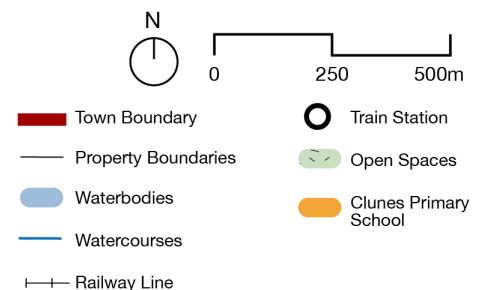 N
0 250 500m
Town Boundary
Property Boundaries
Waterbodies
Watercourses
Railway Line
Train Station
Open Spaces
Clunes Primary
School